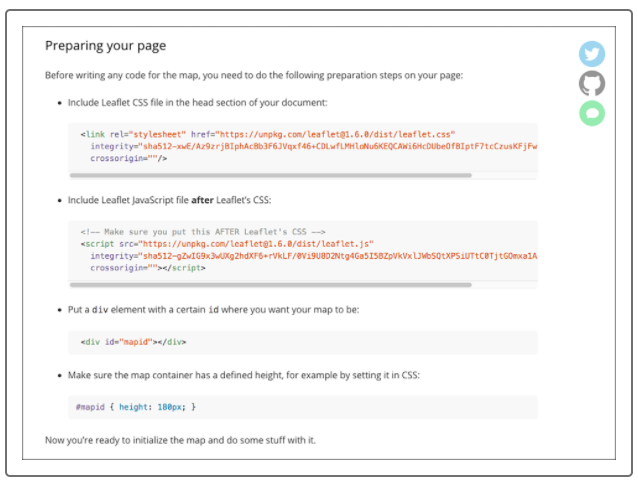 Preparing your page
Before writing any code for the map, you need to do the following preparation steps on your page:
• Include Leaflet CSS file in the head section of your document:
<link rel="stylesheet" href="https://unpkg.com/leaflet@1.6.0/dist/leaflet.css"
integrity="sha512-xwE/Az9zrjBIphAcBb3F6JVqxf46+CDLwfLMHloNu6KEQCAWi6HcDUbeOfBIptF7tcCzusKFjFw
crossorigin=""/>
• Include Leaflet JavaScript file after Leaflet's CSS:
<!-- Make sure you put this AFTER Leaflet's CSS -->
<script src="https://unpkg.com/leaflet@1.6.0/dist/leaflet.js"
integrity="sha512-gZwIG9x3wUXg2hdXF6+rVkLF/0Vi9U8D2Ntg4Ga5I5BZpVkVxlJWbSQtXPSiUTtC0TjtGOmxa1A
crossorigin=""></script>
• Put a div element with a certain id where you want your map to be:
<div id="mapid"></div>
• Make sure the map container has a defined height, for example by setting it in CSS:
#mapid { height: 180px; }
Now you're ready to initialize the map and do some stuff with it.